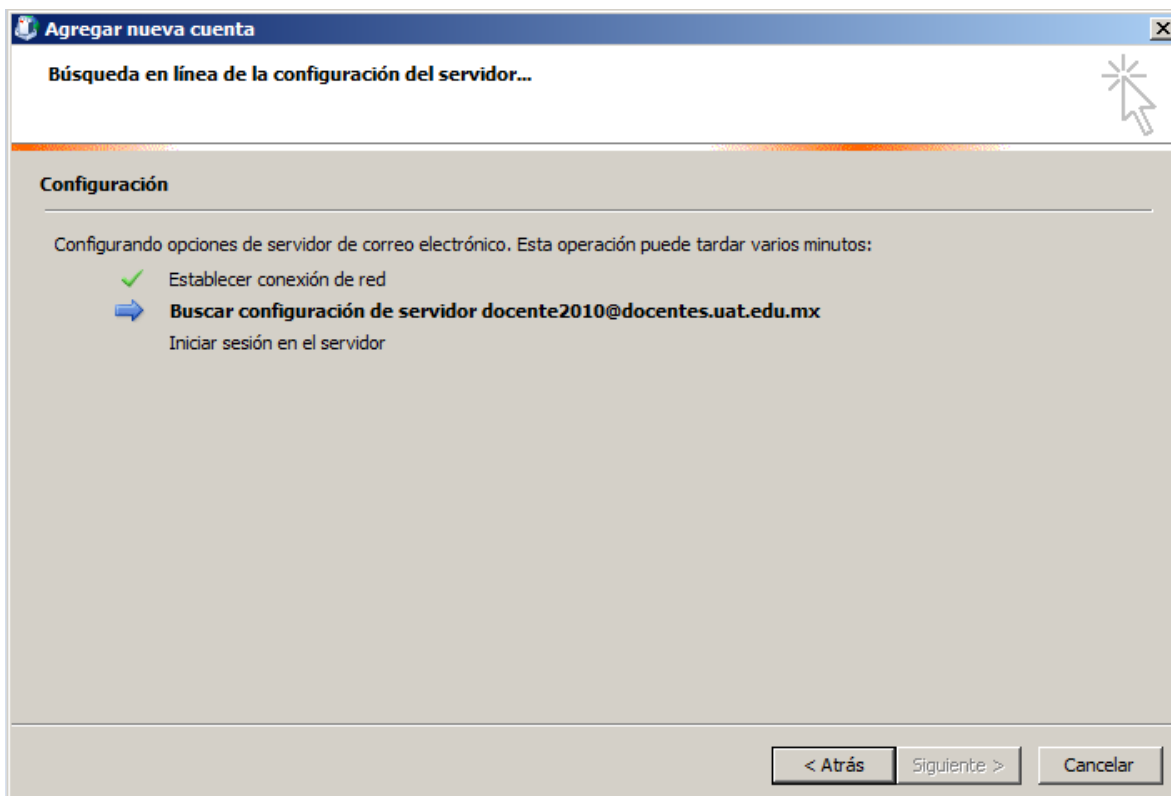 Agregar nueva cuenta
Búsqueda en línea de la configuración del servidor...
Configuración
Configurando opciones de servidor de correo electrónico. Esta operación puede tardar varios minutos:
Establecer conexión de red
Buscar configuración de servidor docente2010@docentes.uat.edu.mx
Iniciar sesión en el servidor
< Atrás Siguiente > Cancelar